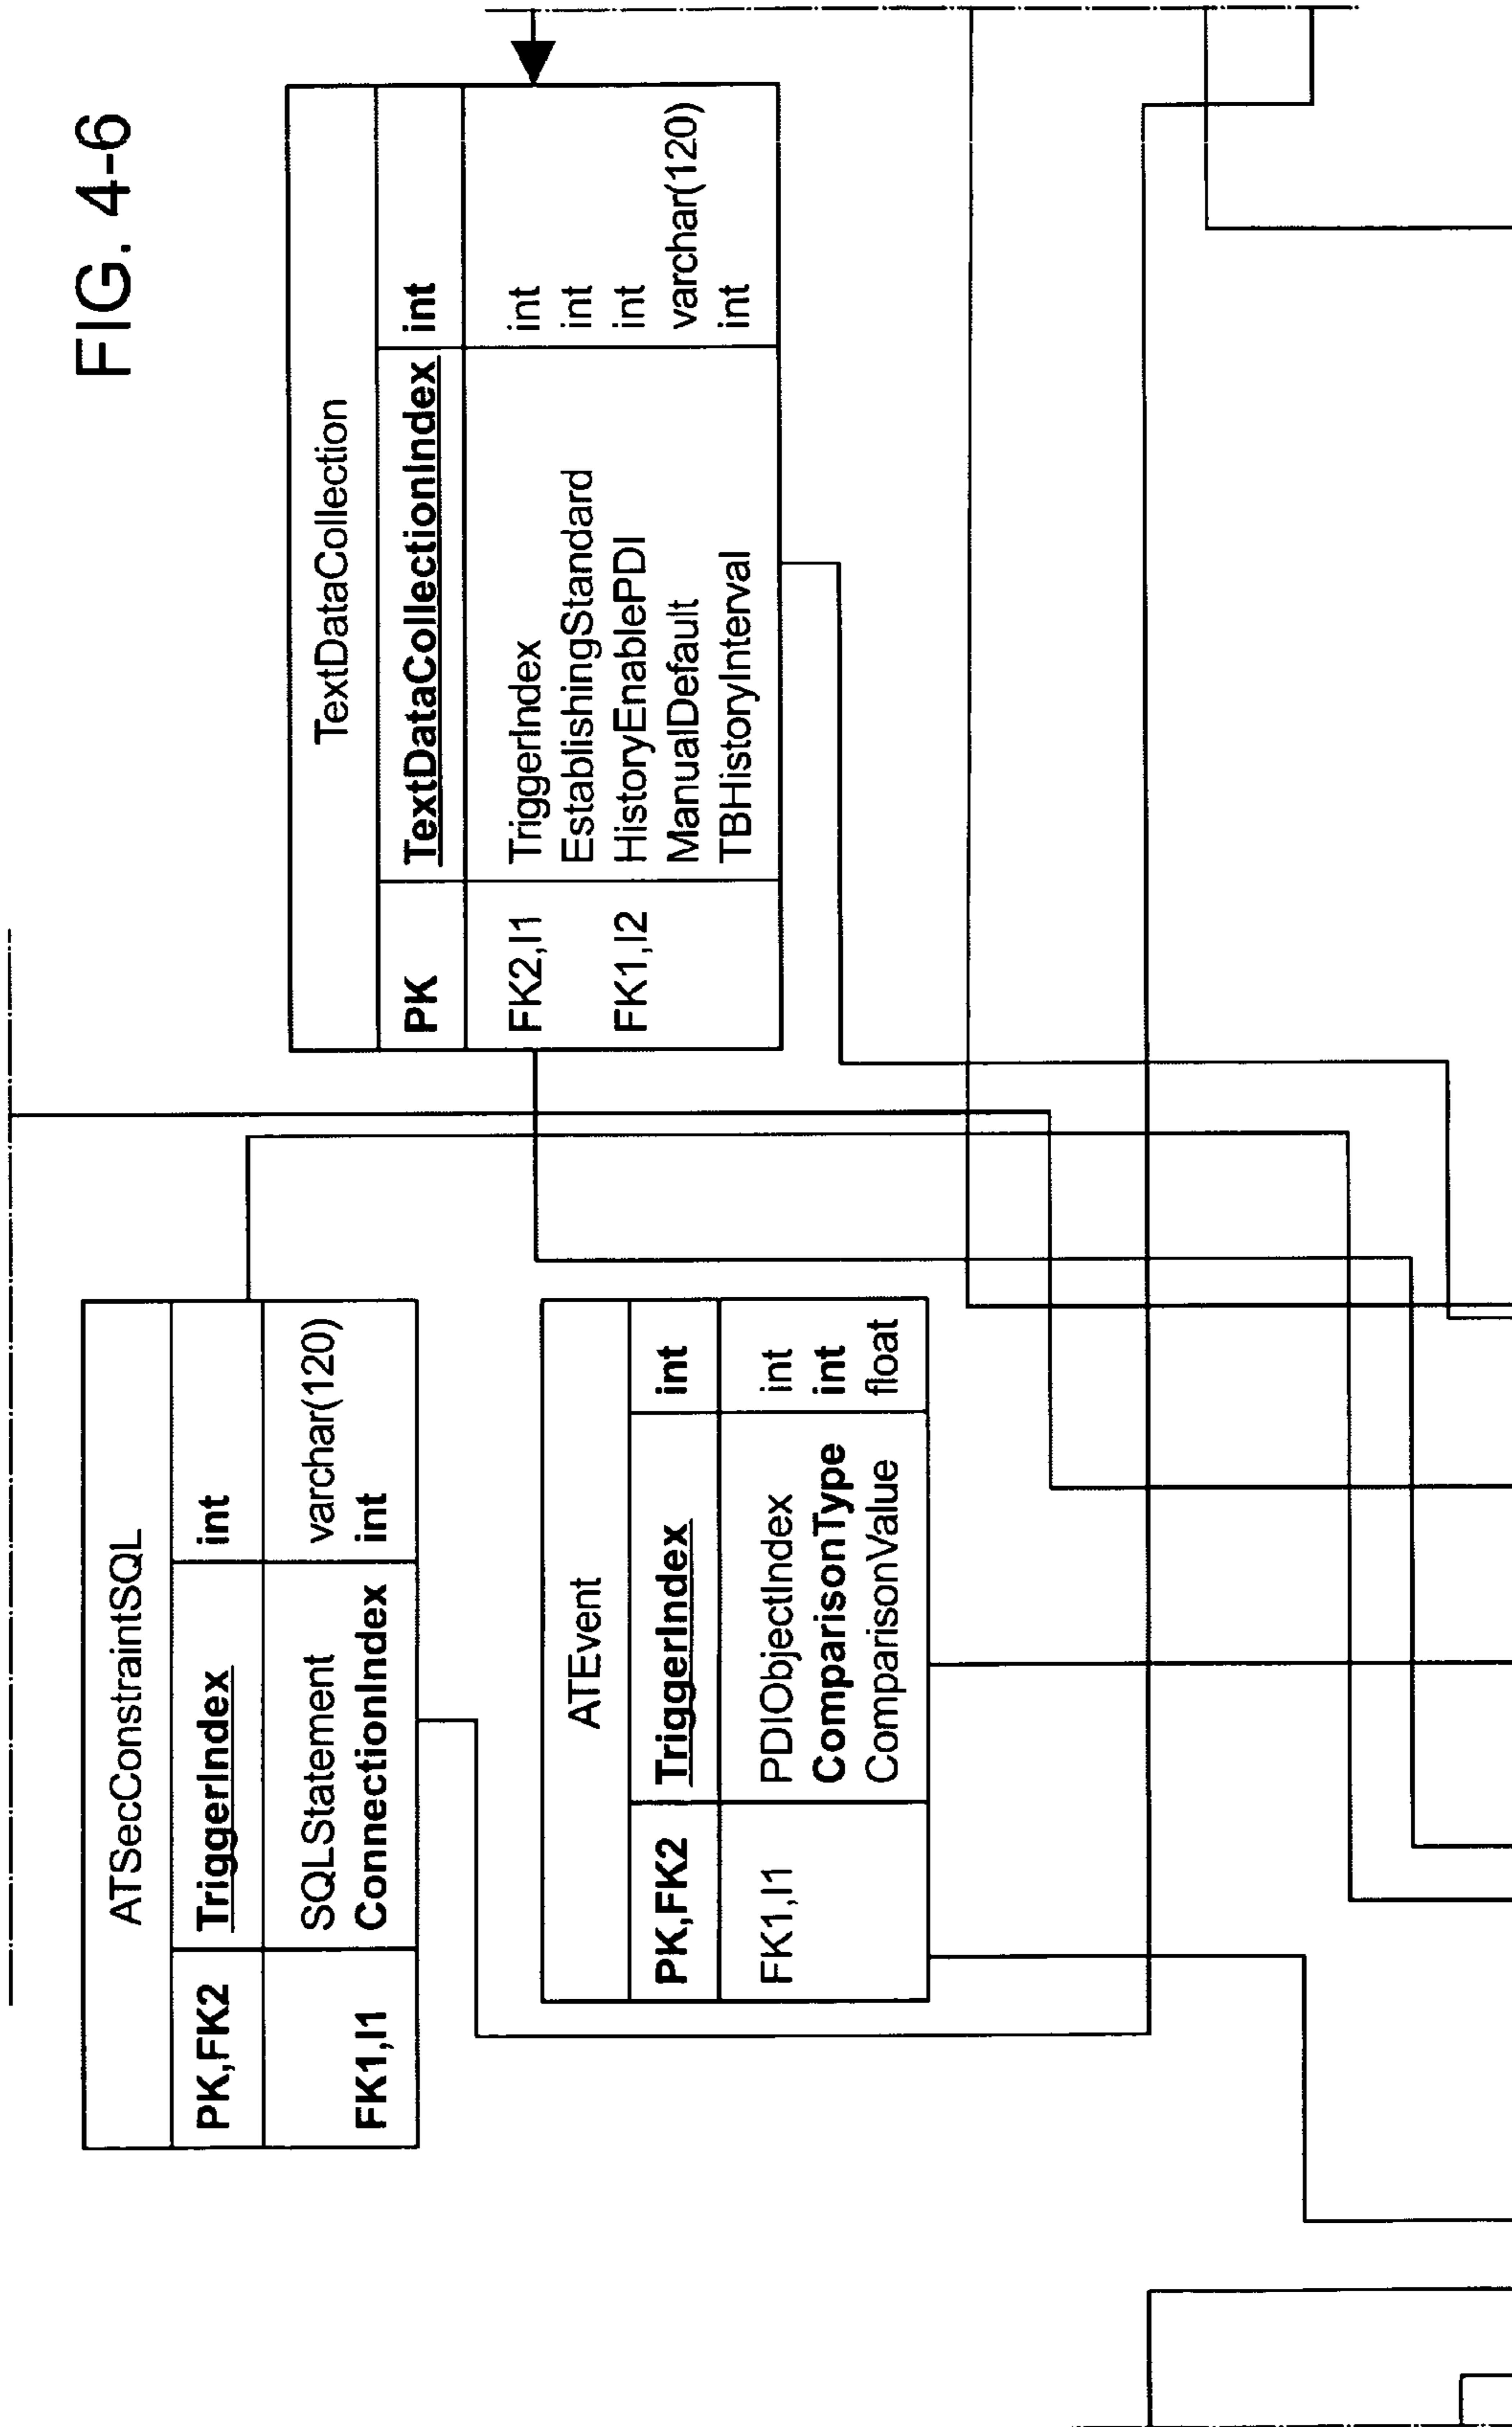 FIG. 4-6
ATSecConstraintSQL
PK,FK2 TriggerIndex int
SQLStatement varchar(120)
FK1,I1 ConnectionIndex int
ATEvent
PK,FK2 TriggerIndex int
FK1,I1 PDIObjectIndex int
ComparisonType int
ComparisonValue float
TextDataCollection
PK TextDataCollectionIndex int
FK2,I1 TriggerIndex int
EstablishingStandard int
FK1,I2 HistoryEnablePDI int
ManualDefault varchar(120)
TBHistoryInterval int